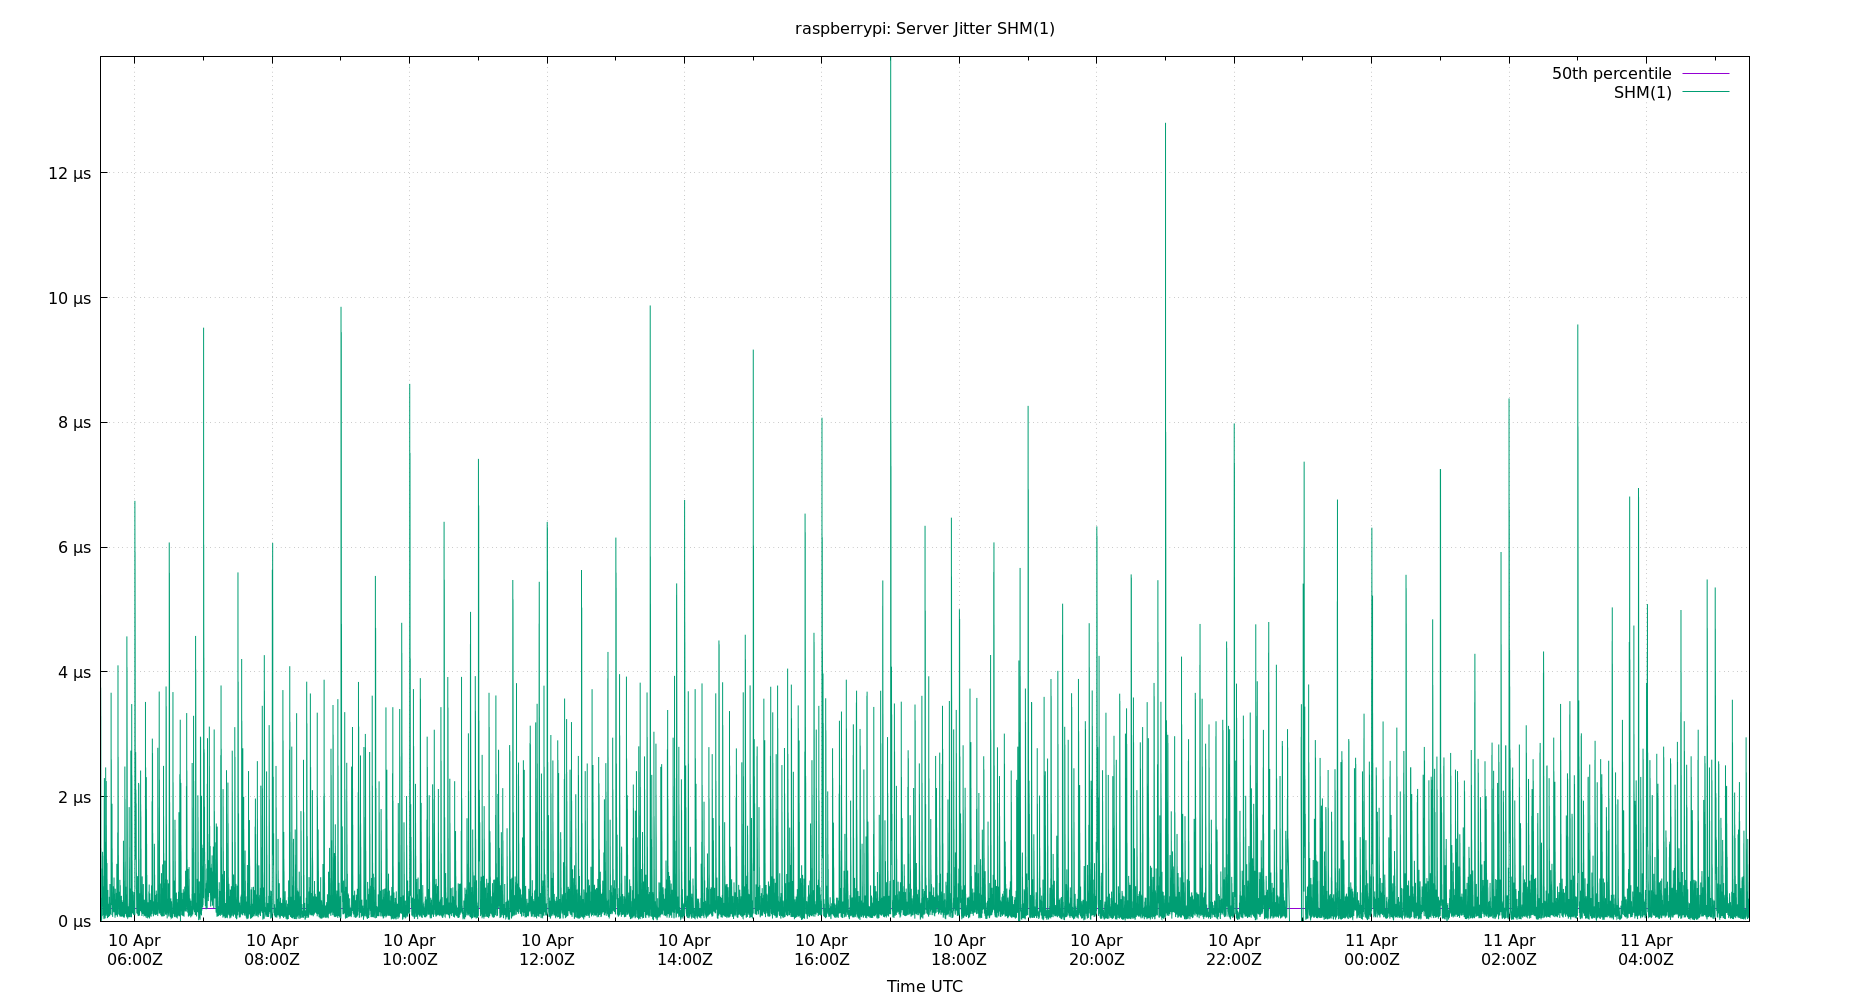 raspberrypi: Server Jitter SHM(1)
50th percentile
SHM(1)
12 µs
10 µs
8 µs
6 µs
4 µs
2 µs
0 µs
10 Apr 10 Apr 10 Apr 10 Apr 10 Apr 10 Apr 10 Apr 10 Apr 10 Apr 11 Apr 11 Apr 11 Apr
06:00Z 08:00Z 10:00Z 12:00Z 14:00Z 16:00Z 18:00Z 20:00Z 22:00Z 00:00Z 02:00Z 04:00Z
Time UTC